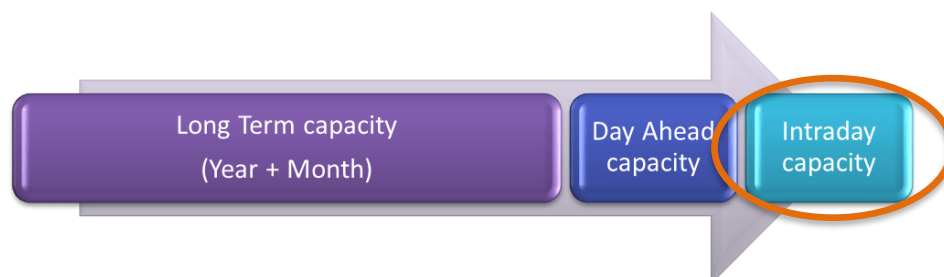 Long Term capacity
(Year + Month)
Day Ahead
capacity
Intraday
capacity